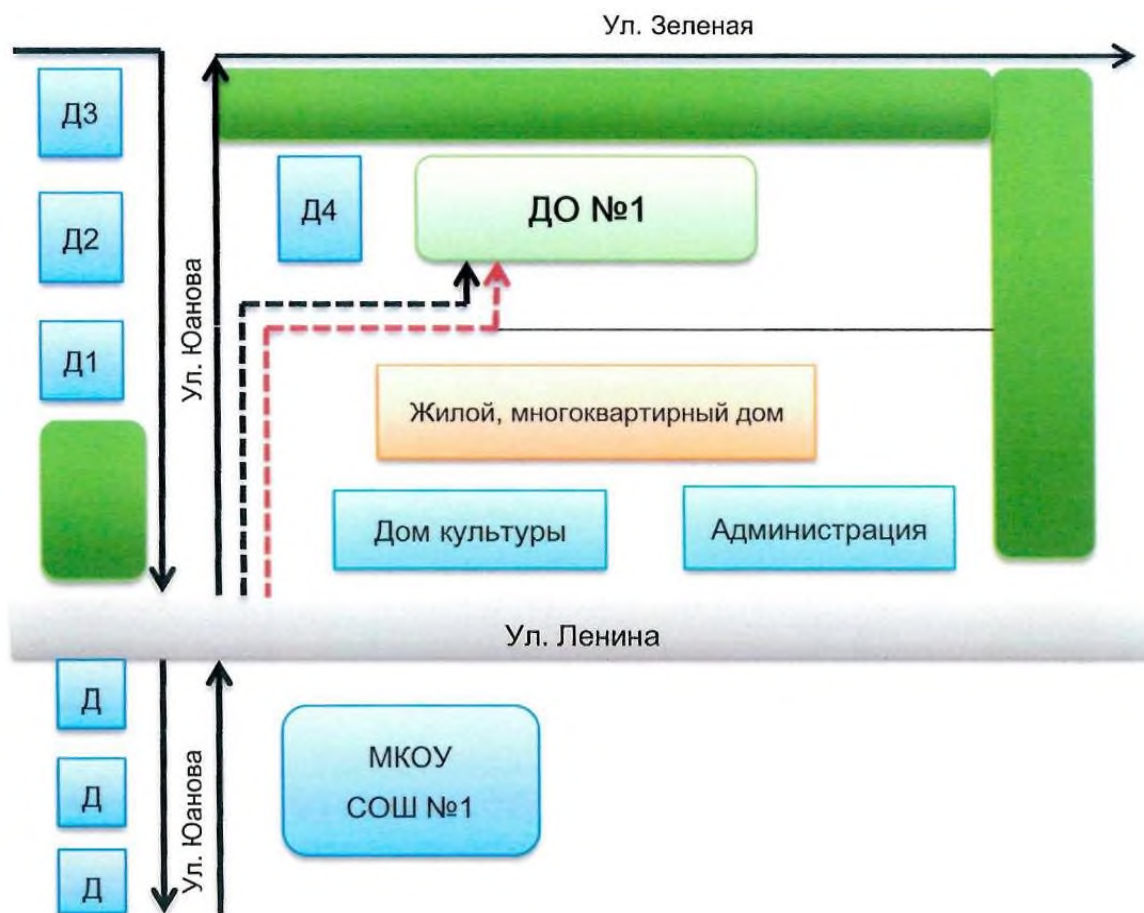 Ул. Зеленая
Д3
Д4
ДО №1
Д2
Ул. Юанова
Д1
Жилой, многоквартирный дом
Дом культуры
Администрация
Ул. Ленина
Д
МКОУ
СОШ №1
Д
Ул. Юанова
Д